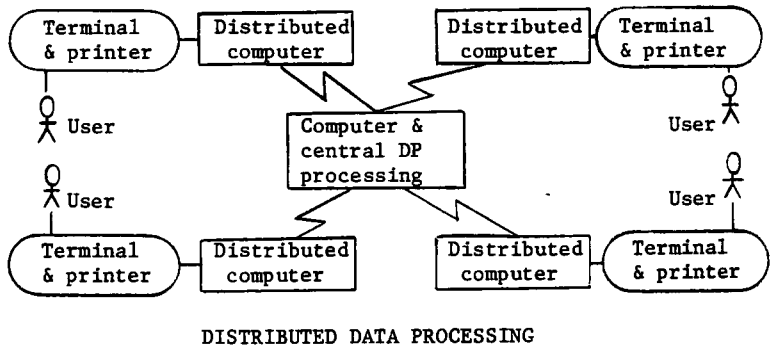 Terminal
& printer
Distributed
computer
Distributed
computer
Terminal
& printer
User
Computer &
central DP
processing
User
User
User
Terminal
& printer
Distributed
computer
Distributed
computer
Terminal
& printer
DISTRIBUTED DATA PROCESSING